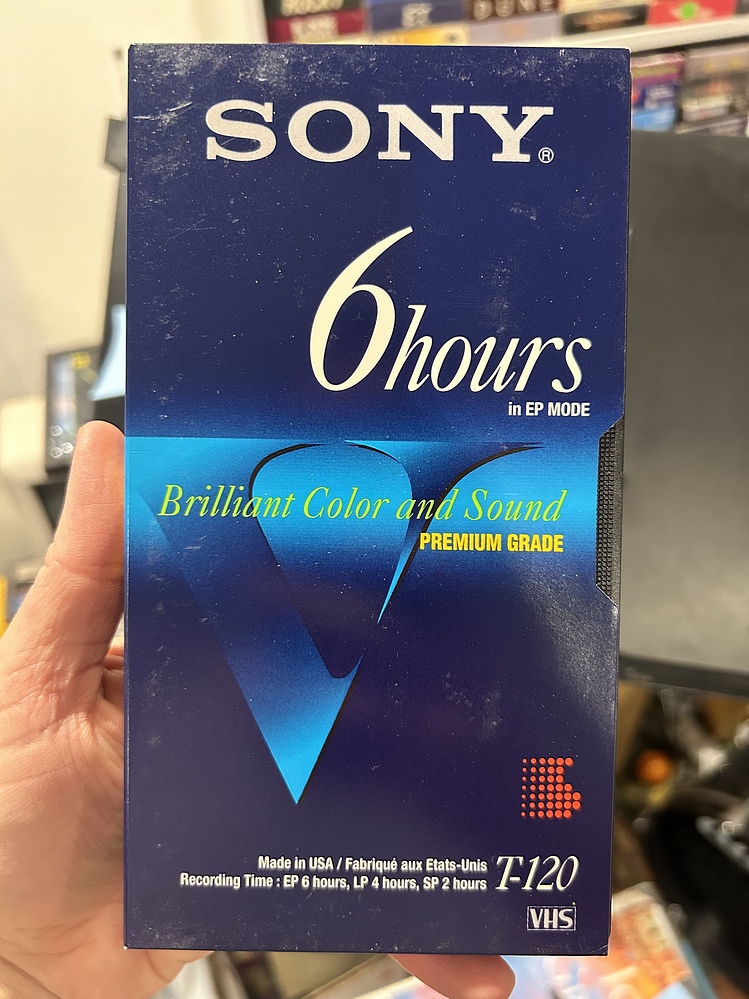 DUNE
SONY®
6hours
in EP MODE
Brilliant Color and Sound
PREMIUM GRADE
Made in USA / Fabriqué aux Etats-Unis
Recording Time : EP 6 hours, LP 4 hours, SP 2 hours
T-120
VHS